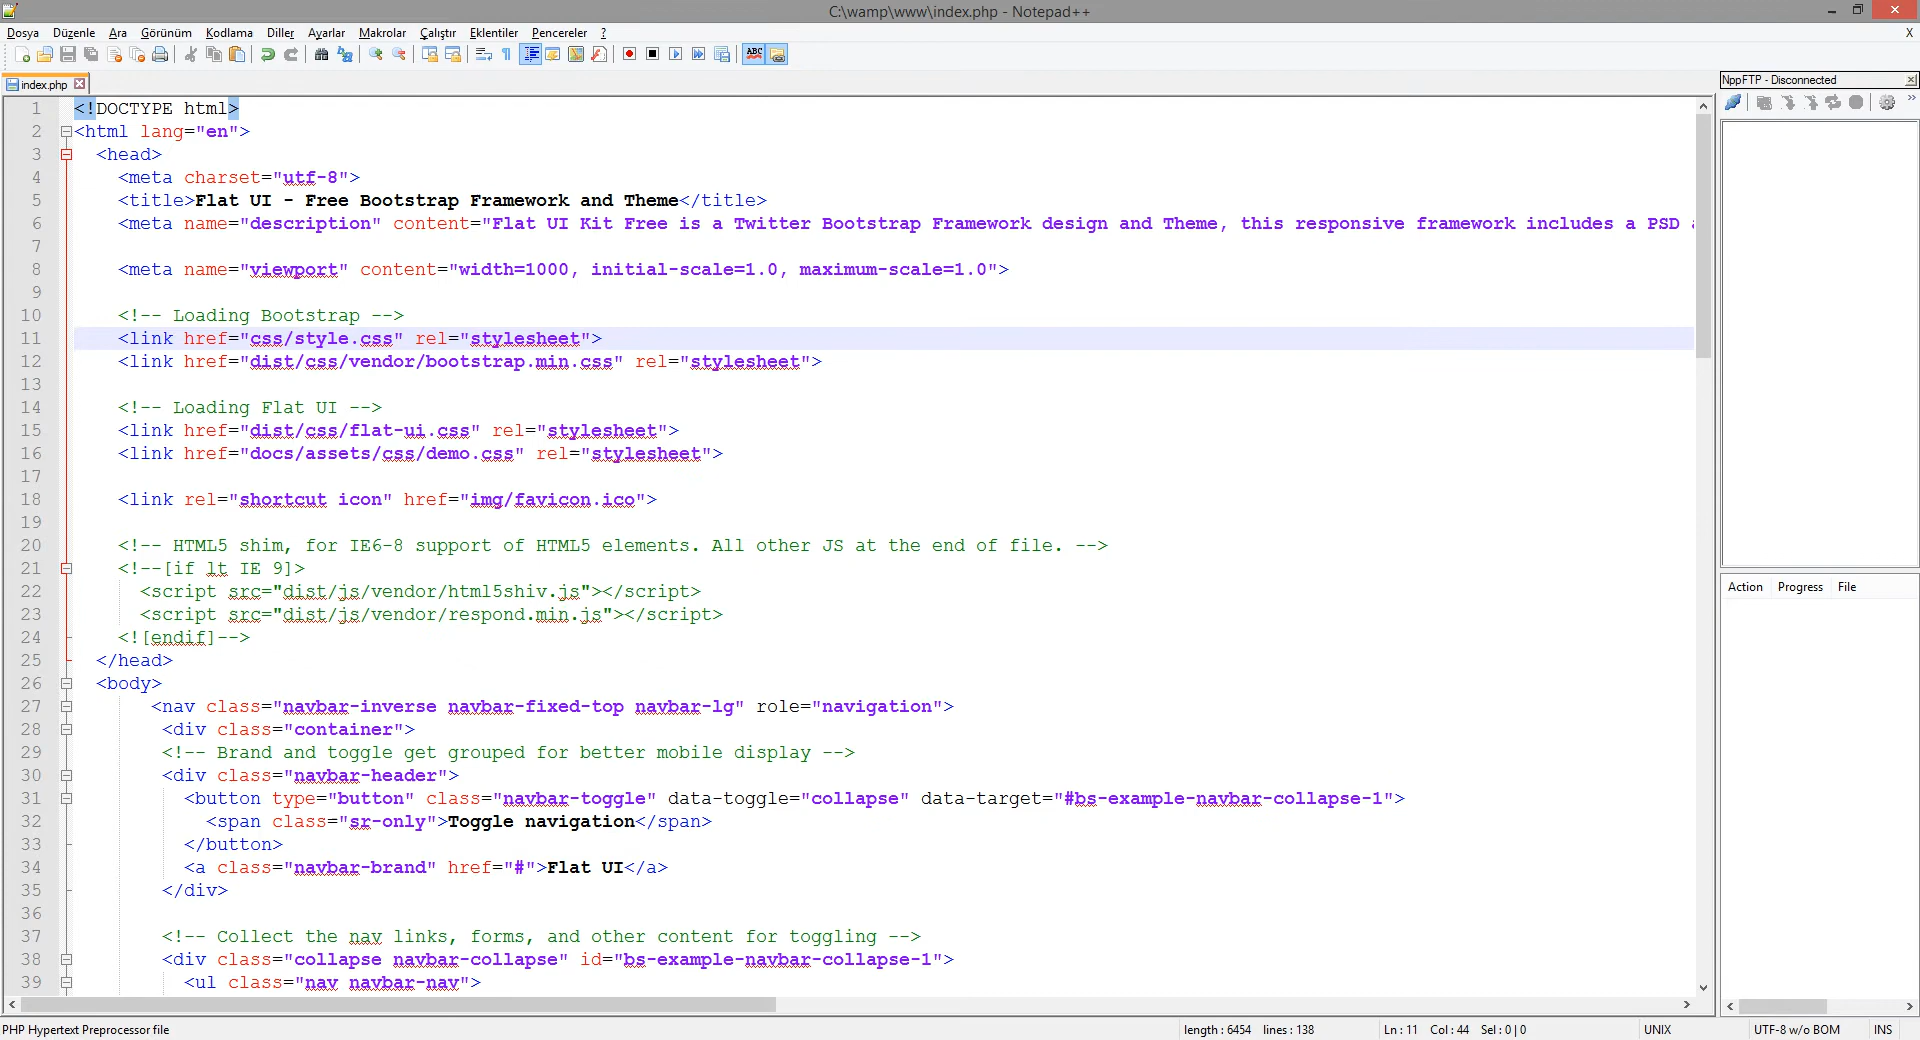 C:\wamp\www\index.php - Notepad++
Dosya Düzenle Ara Görünüm Kodlama Diller Ayarlar Makrolar Çalıştır Eklentiler Pencereler ? X
ABC
index.php
NppFTP - Disconnected
1 <!DOCTYPE html>
2 <html lang="en">
3 <head>
4 <meta charset="utf-8">
5 <title>Flat UI - Free Bootstrap Framework and Theme</title>
6 <meta name="description" content="Flat UI Kit Free is a Twitter Bootstrap Framework design and Theme, this responsive framework includes a PSD
7
8 <meta name="viewport" content="width=1000, initial-scale=1.0, maximum-scale=1.0">
9
10 <!-- Loading Bootstrap -->
11 <link href="css/style.css" rel="stylesheet">
12 <link href="dist/css/vendor/bootstrap.min.css" rel="stylesheet">
13
14 <!-- Loading Flat UI -->
15 <link href="dist/css/flat-ui.css" rel="stylesheet">
16 <link href="docs/assets/css/demo.css" rel="stylesheet">
17
18 <link rel="shortcut icon" href="img/favicon.ico">
19
20 <!-- HTML5 shim, for IE6-8 support of HTML5 elements. All other JS at the end of file. -->
21 <!--[if lt IE 9]>
22 <script src="dist/js/vendor/html5shiv.js"></script>
23 <script src="dist/js/vendor/respond.min.js"></script>
24 <![endif]-->
25 </head>
26 <body>
27 <nav class="navbar-inverse navbar-fixed-top navbar-lg" role="navigation">
28 <div class="container">
29 <!-- Brand and toggle get grouped for better mobile display -->
30 <div class="navbar-header">
31 <button type="button" class="navbar-toggle" data-toggle="collapse" data-target="#bs-example-navbar-collapse-1">
32 <span class="sr-only">Toggle navigation</span>
33 </button>
34 <a class="navbar-brand" href="#">Flat UI</a>
35 </div>
36
37 <!-- Collect the nav links, forms, and other content for toggling -->
38 <div class="collapse navbar-collapse" id="bs-example-navbar-collapse-1">
39 <ul class="nav navbar-nav">
Action Progress File
PHP Hypertext Preprocessor file length : 6454 lines : 138 Ln : 11 Col : 44 Sel : 0 | 0 UNIX UTF-8 w/o BOM INS